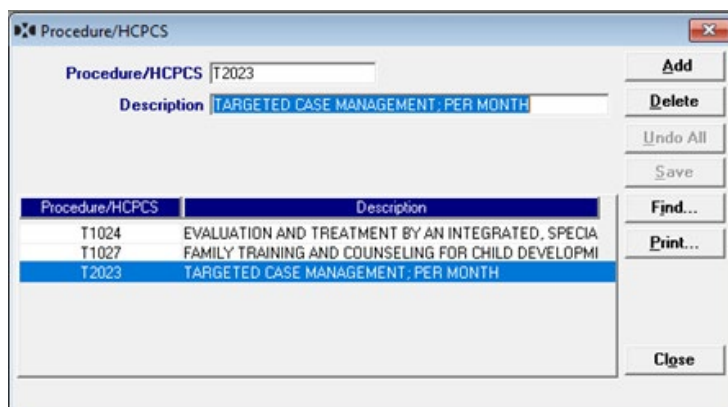 Procedure/HCPCS
Procedure/HCPCS T2023
Description TARGETED CASE MANAGEMENT; PER MONTH
Add
Delete
Undo All
Save
Find...
Print...
Close
Procedure/HCPCS Description
T1024 EVALUATION AND TREATMENT BY AN INTEGRATED, SPECIA
T1027 FAMILY TRAINING AND COUNSELING FOR CHILD DEVELOPMI
T2023 TARGETED CASE MANAGEMENT; PER MONTH